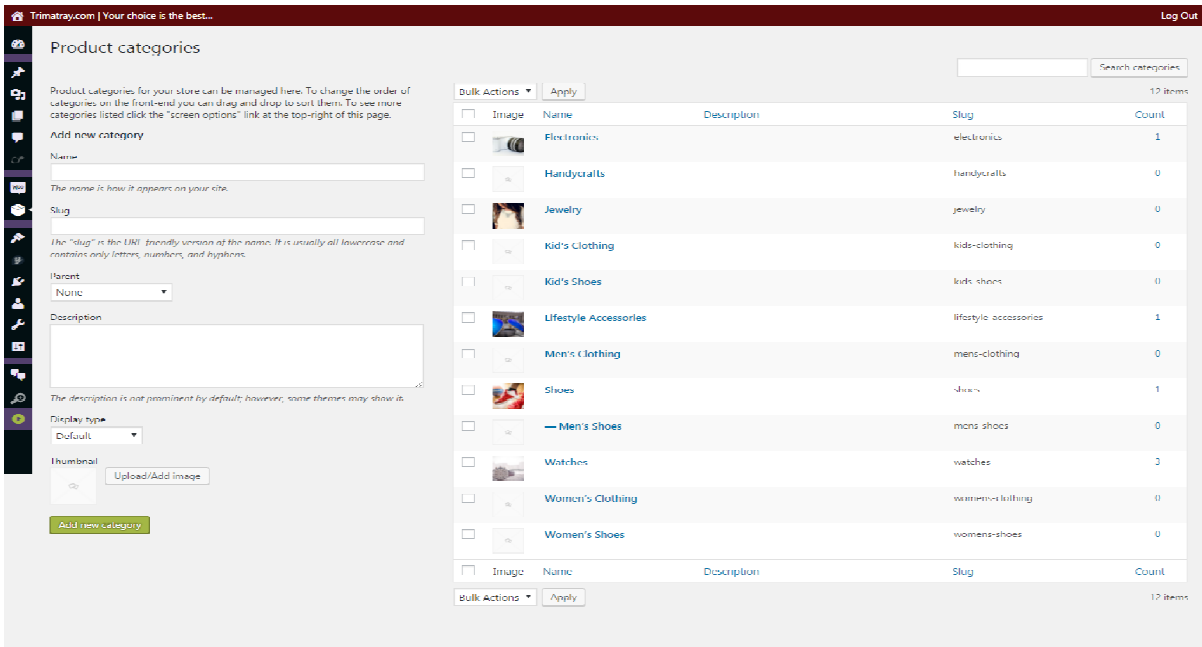 Trimatray.com | Your choice is the best...
Log Out
Product categories
Search categories
Product categories for your store can be managed here. To change the order of
categories on the front-end you can drag and drop to sort them. To see more
categories listed click the "screen options" link at the top-right of this page.
Add new category
Name
The name is how it appears on your site.
Slug
The "slug" is the URL-friendly version of the name. It is usually all lowercase and
contains only letters, numbers, and hyphens.
Parent
None
Description
The description is not prominent by default; however, some themes may show it.
Display type
Default
Thumbnail
Upload/Add image
Add new category
Bulk Actions Apply 12 items
Image Name Description Slug Count
Electronics electronics 1
Handycrafts handycrafts 0
Jewelry jewelry 0
Kid's Clothing kids-clothing 0
Kid's Shoes kids-shoes 0
Lifestyle Accessories lifestyle-accessories 1
Men's Clothing mens-clothing 0
Shoes shoes 1
— Men's Shoes mens-shoes 0
Watches watches 3
Women's Clothing womens-clothing 0
Women's Shoes womens-shoes 0
Image Name Description Slug Count
Bulk Actions Apply 12 items